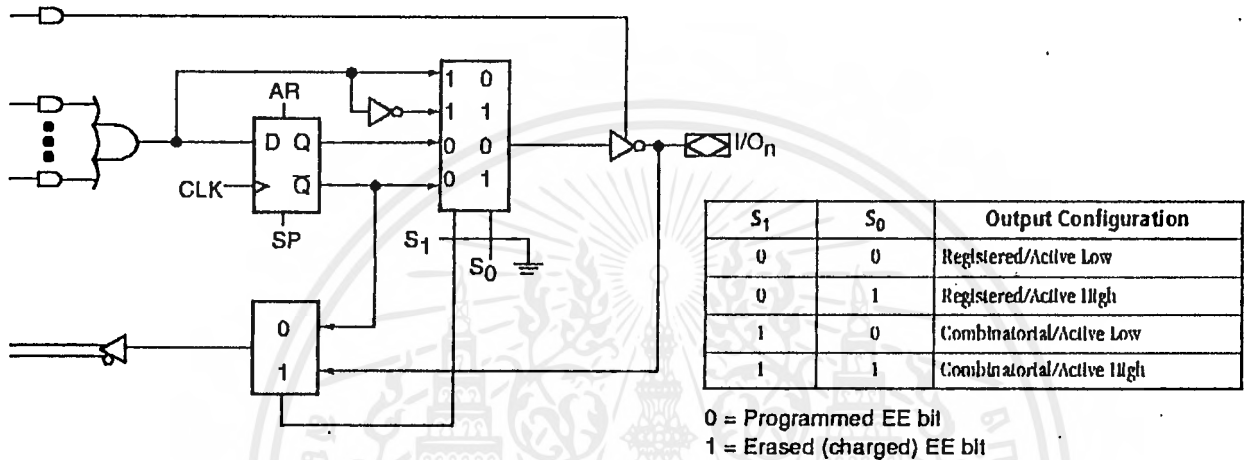 AR
D Q
CLK
Q̅
SP
1 0
1 1
0 0
0 1
S₁
S₀
I/Oₙ
0
1
S₁ S₀ Output Configuration
0 0 Registered/Active Low
0 1 Registered/Active High
1 0 Combinatorial/Active Low
1 1 Combinatorial/Active High
0 = Programmed EE bit
1 = Erased (charged) EE bit